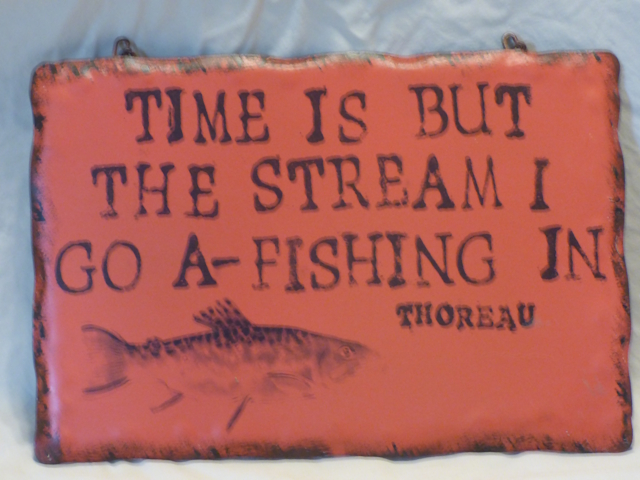 TIME IS BUT
THE STREAM I
GO A-FISHING IN
THOREAU